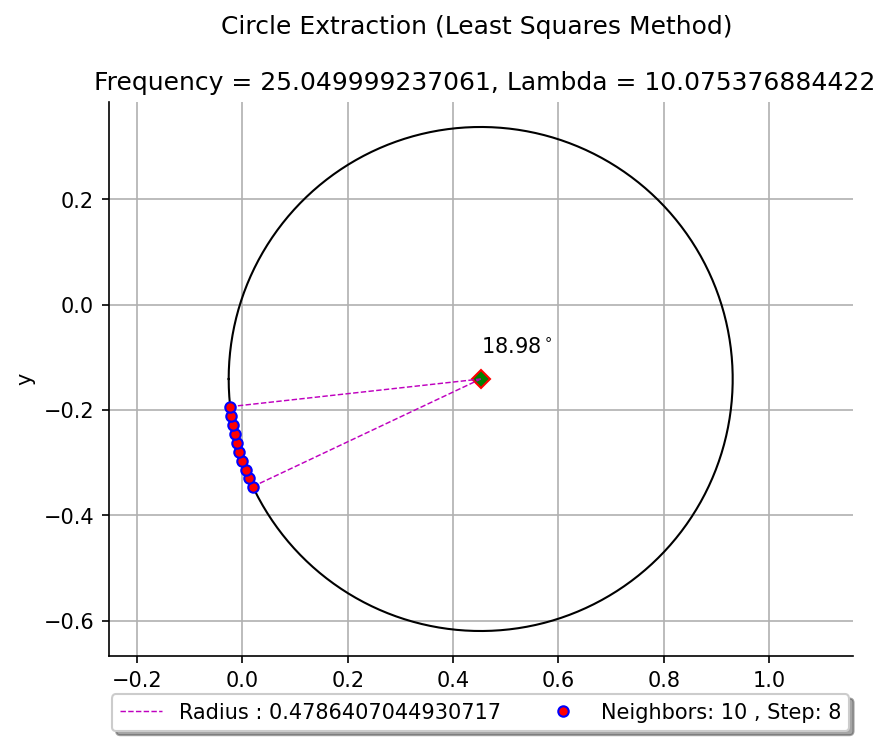 Circle Extraction (Least Squares Method)
Frequency = 25.049999237061, Lambda = 10.075376884422
0.2
0.0
−0.2
−0.4
−0.6
y
18.98°
−0.2 0.0 0.2 0.4 0.6 0.8 1.0
Radius : 0.4786407044930717 Neighbors: 10 , Step: 8